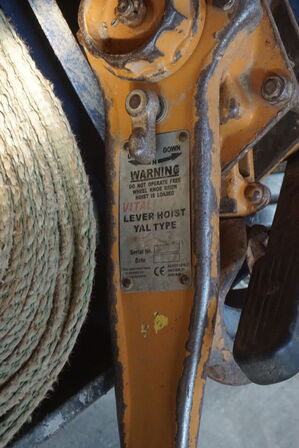 DOWN
WARNING
DO NOT OPERATE FREE
WHEEL KNOB WHEN
HOIST IS LOADED
VITAL
LEVER HOIST
YAL TYPE
Serial No.
Date
CE